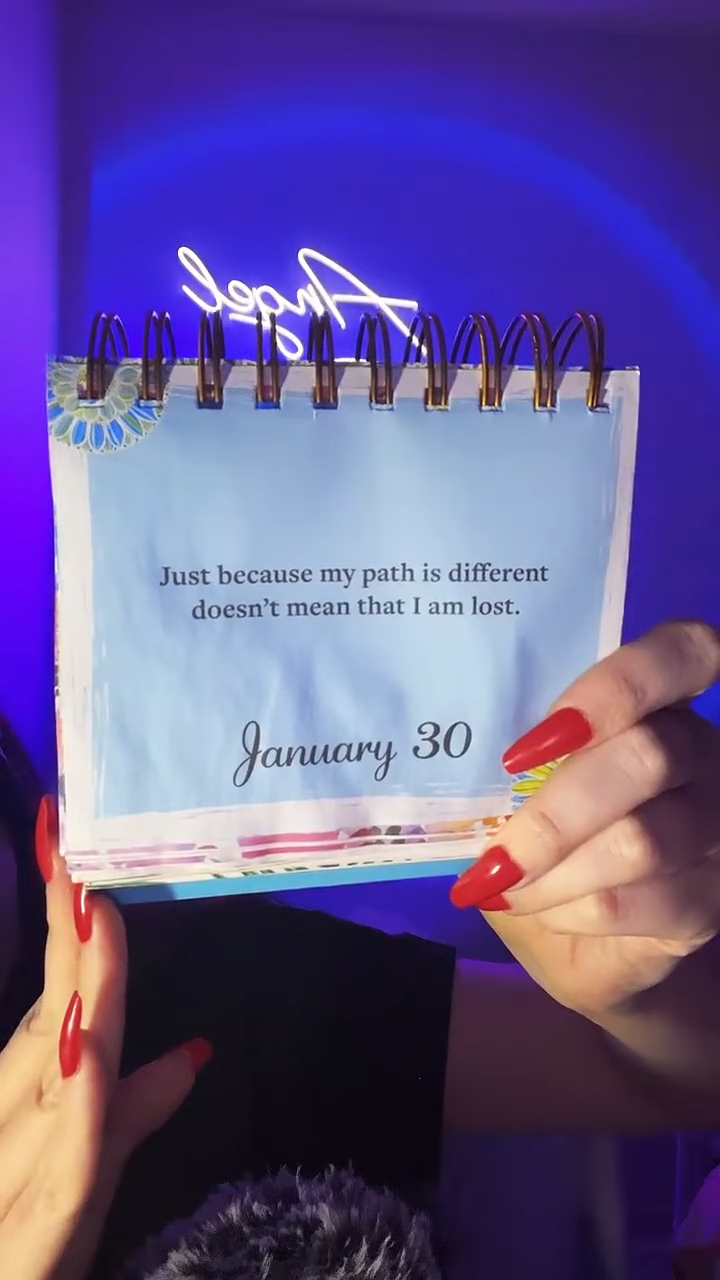 Angel
Just because my path is different
doesn't mean that I am lost.
January 30